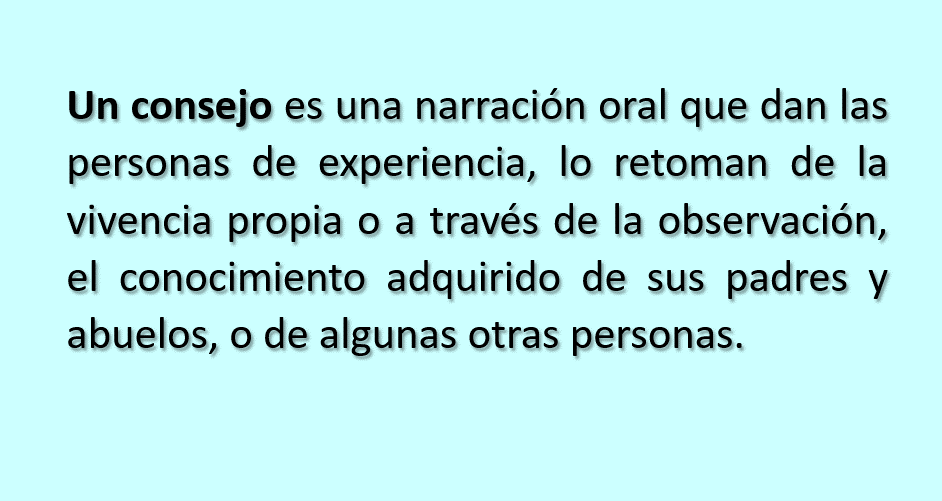 Un consejo es una narración oral que dan las
personas de experiencia, lo retoman de la
vivencia propia o a través de la observación,
el conocimiento adquirido de sus padres y
abuelos, o de algunas otras personas.